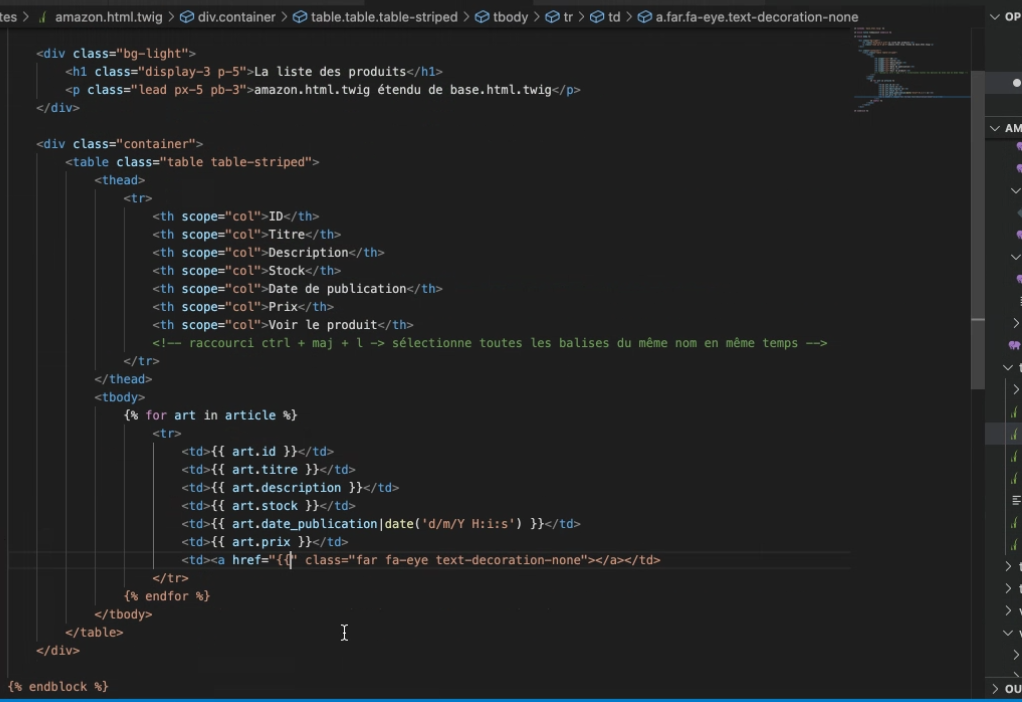 tes > amazon.html.twig > div.container > table.table.table-striped > tbody > tr > td > a.far.fa-eye.text-decoration-none
OP
<div class="bg-light">
<h1 class="display-3 p-5">La liste des produits</h1>
<p class="lead px-5 pb-3">amazon.html.twig étendu de base.html.twig</p>
</div>
AM
<div class="container">
<table class="table table-striped">
<thead>
<tr>
<th scope="col">ID</th>
<th scope="col">Titre</th>
<th scope="col">Description</th>
<th scope="col">Stock</th>
<th scope="col">Date de publication</th>
<th scope="col">Prix</th>
<th scope="col">Voir le produit</th>
<!-- raccourci ctrl + maj + l -> sélectionne toutes les balises du même nom en même temps -->
</tr>
</thead>
<tbody>
{% for art in article %}
<tr>
<td>{{ art.id }}</td>
<td>{{ art.titre }}</td>
<td>{{ art.description }}</td>
<td>{{ art.stock }}</td>
<td>{{ art.date_publication|date('d/m/Y H:i:s') }}</td>
<td>{{ art.prix }}</td>
<td><a href="{{" class="far fa-eye text-decoration-none"></a></td>
</tr>
{% endfor %}
</tbody>
</table>
</div>
{% endblock %}
OU